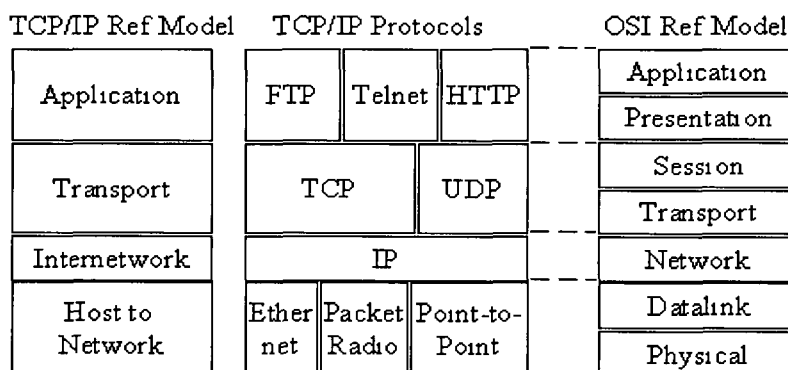 TCP/IP Ref Model
TCP/IP Protocols
OSI Ref Model
Application
FTP
Telnet
HTTP
Application
Presentation
Transport
TCP
UDP
Session
Transport
Internetwork
IP
Network
Host to
Network
Ether
net
Packet
Radio
Point-to-
Point
Datalink
Physical